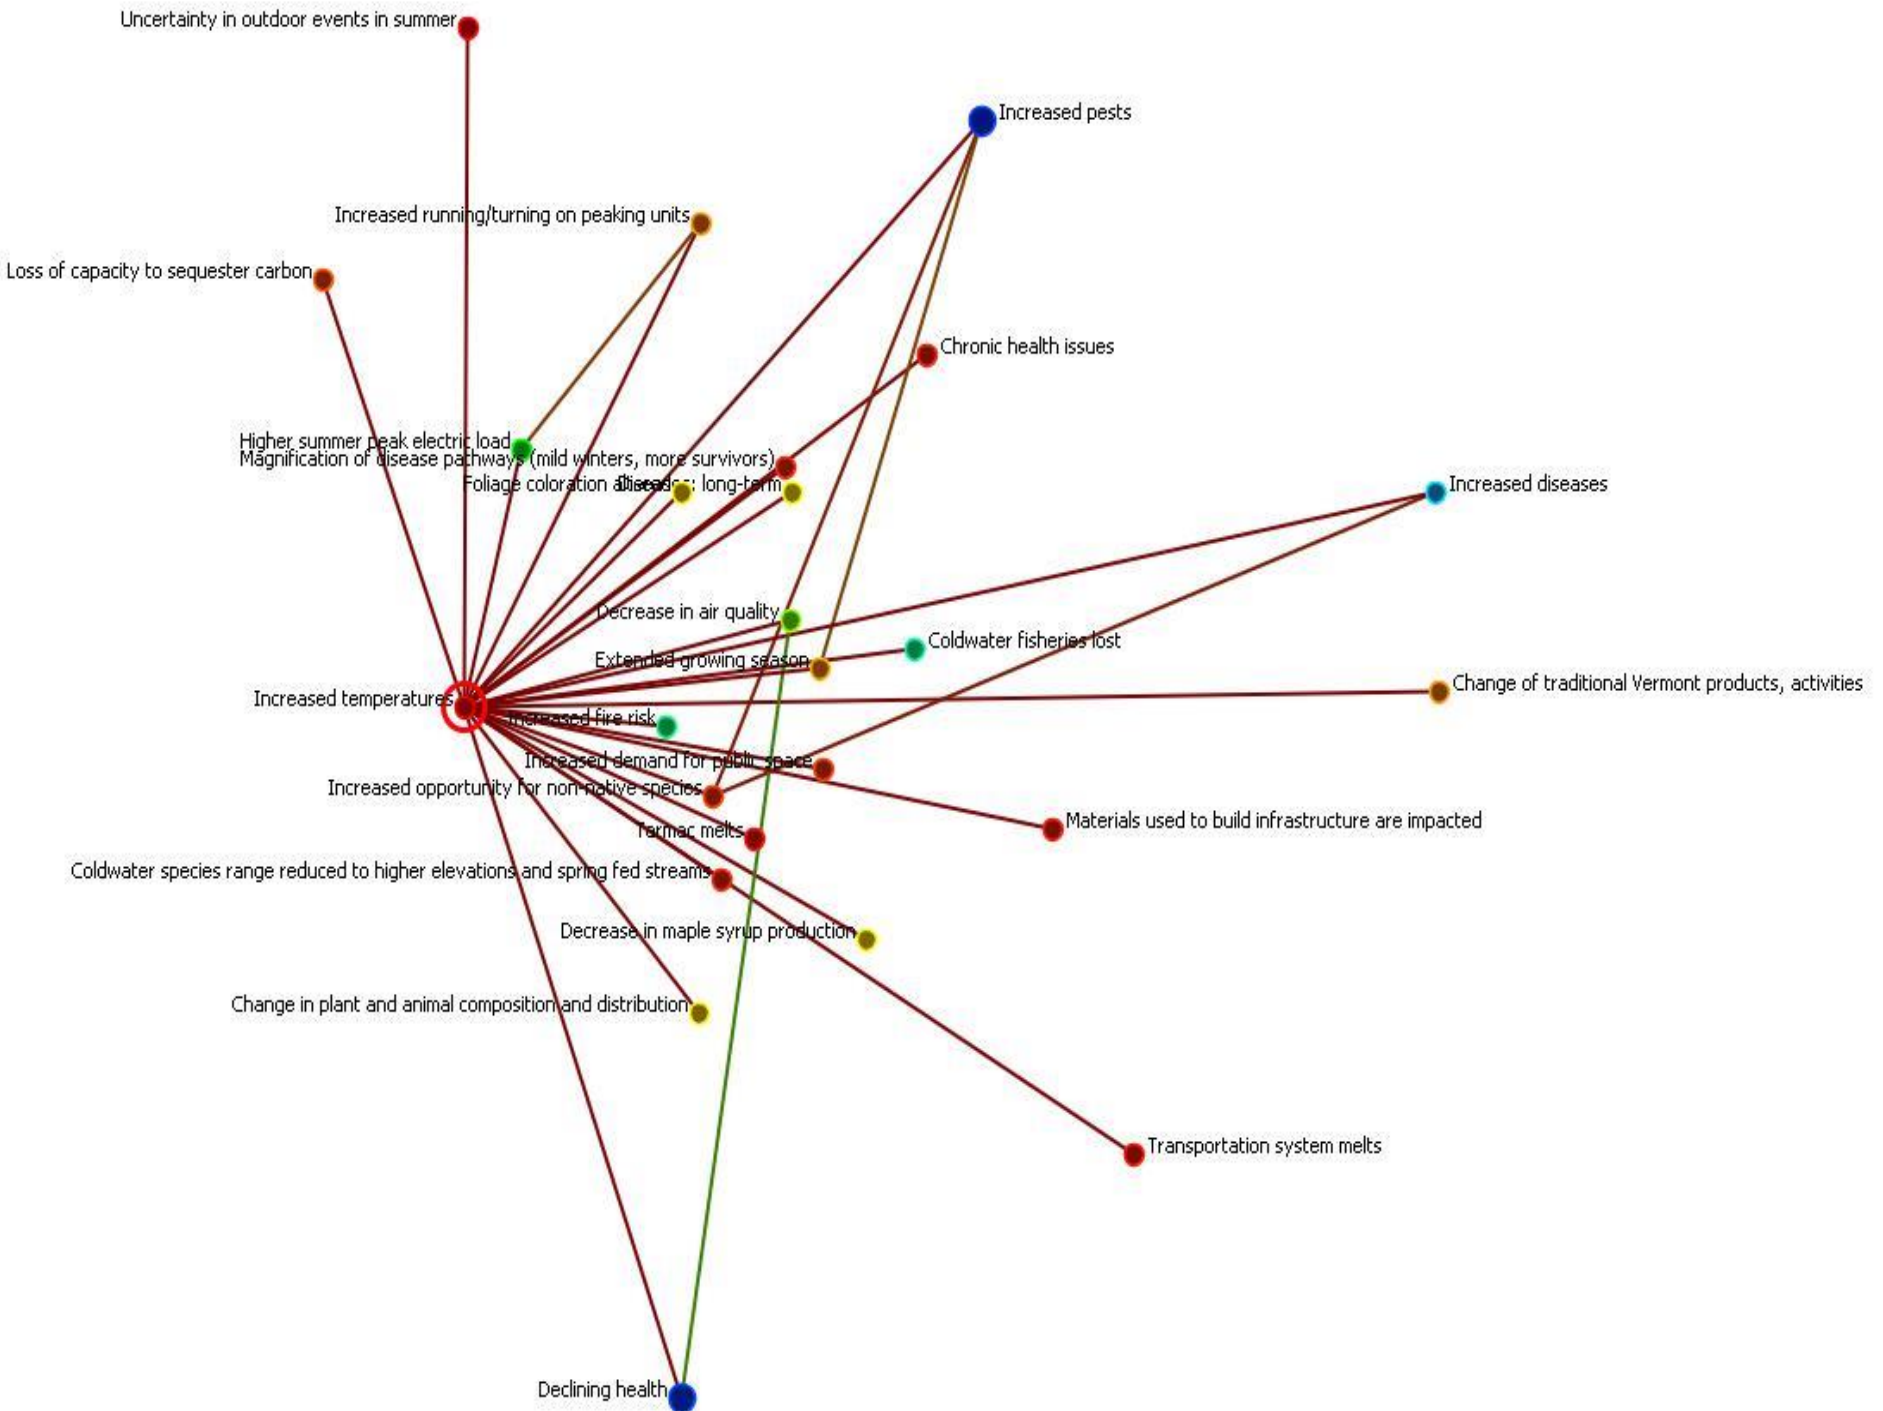 Uncertainty in outdoor events in summer
Increased pests
Increased running/turning on peaking units
Loss of capacity to sequester carbon
Chronic health issues
Higher summer peak electric load
Magnification of disease pathways (mild winters, more survivors)
Foliage coloration
long-term
Increased diseases
Decrease in air quality
Coldwater fisheries lost
Extended growing season
Change of traditional Vermont products, activities
Increased temperatures
Increased fire risk
Increased demand for public space
Increased opportunity for non-native species
Materials used to build infrastructure are impacted
Tarmac melts
Coldwater species range reduced to higher elevations and spring fed streams
Decrease in maple syrup production
Change in plant and animal composition and distribution
Transportation system melts
Declining health